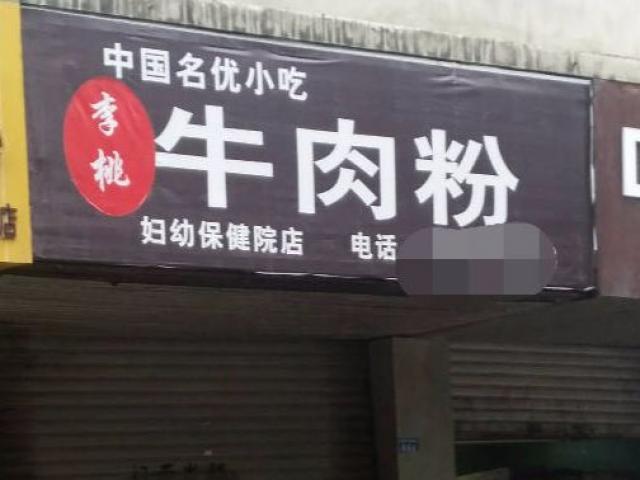 中国名优小吃
李桃
牛肉粉
妇幼保健院店 电话
店